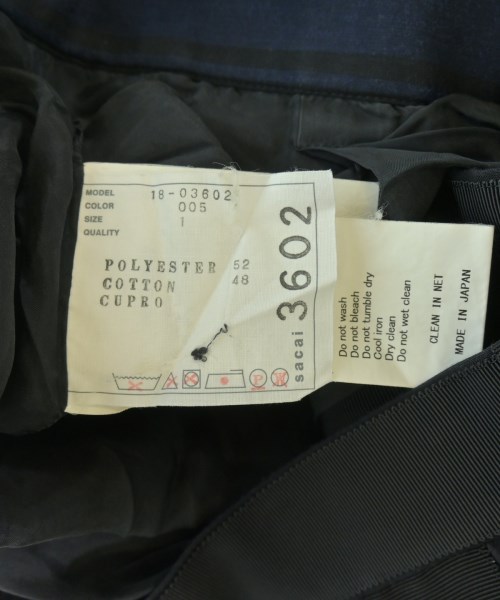 MODEL 18-03602
COLOR 005
SIZE 1
QUALITY
POLYESTER 52
COTTON 48
CUPRO
sacai 3602
P W
Do not wash
Do not bleach
Do not tumble dry
Cool iron
Dry clean
Do not wet clean
CLEAN IN NET
MADE IN JAPAN